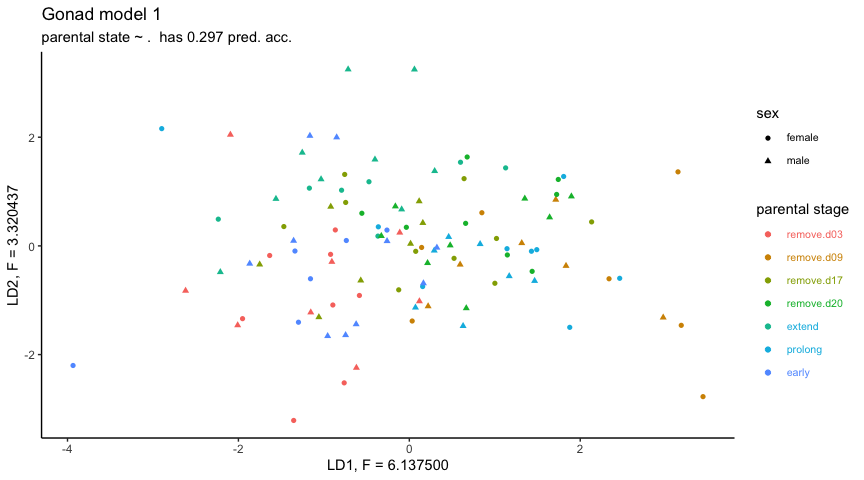 Gonad model 1
parental state ~ .  has 0.297 pred. acc.
LD2, F = 3.320437
2
0
-2
-4
-2
0
2
LD1, F = 6.137500
sex
female
male
parental stage
remove.d03
remove.d09
remove.d17
remove.d20
extend
prolong
early